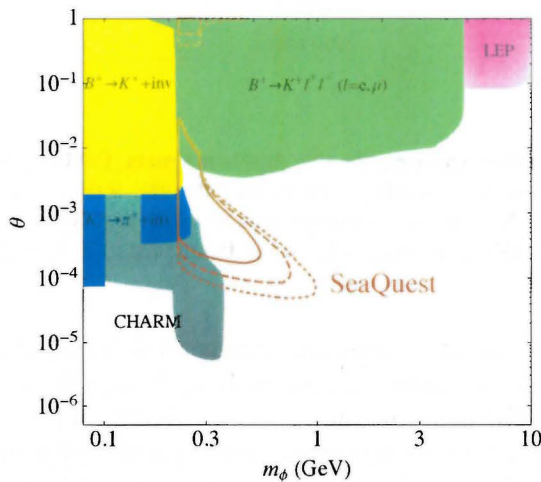 1
10⁻¹
10⁻²
10⁻³
10⁻⁴
10⁻⁵
10⁻⁶
θ
B⁺→K⁺+inv
B⁺→K⁺l⁺l⁻ (l=e,μ)
LEP
SeaQuest
CHARM
0.1
0.3
1
3
10
m_ϕ (GeV)